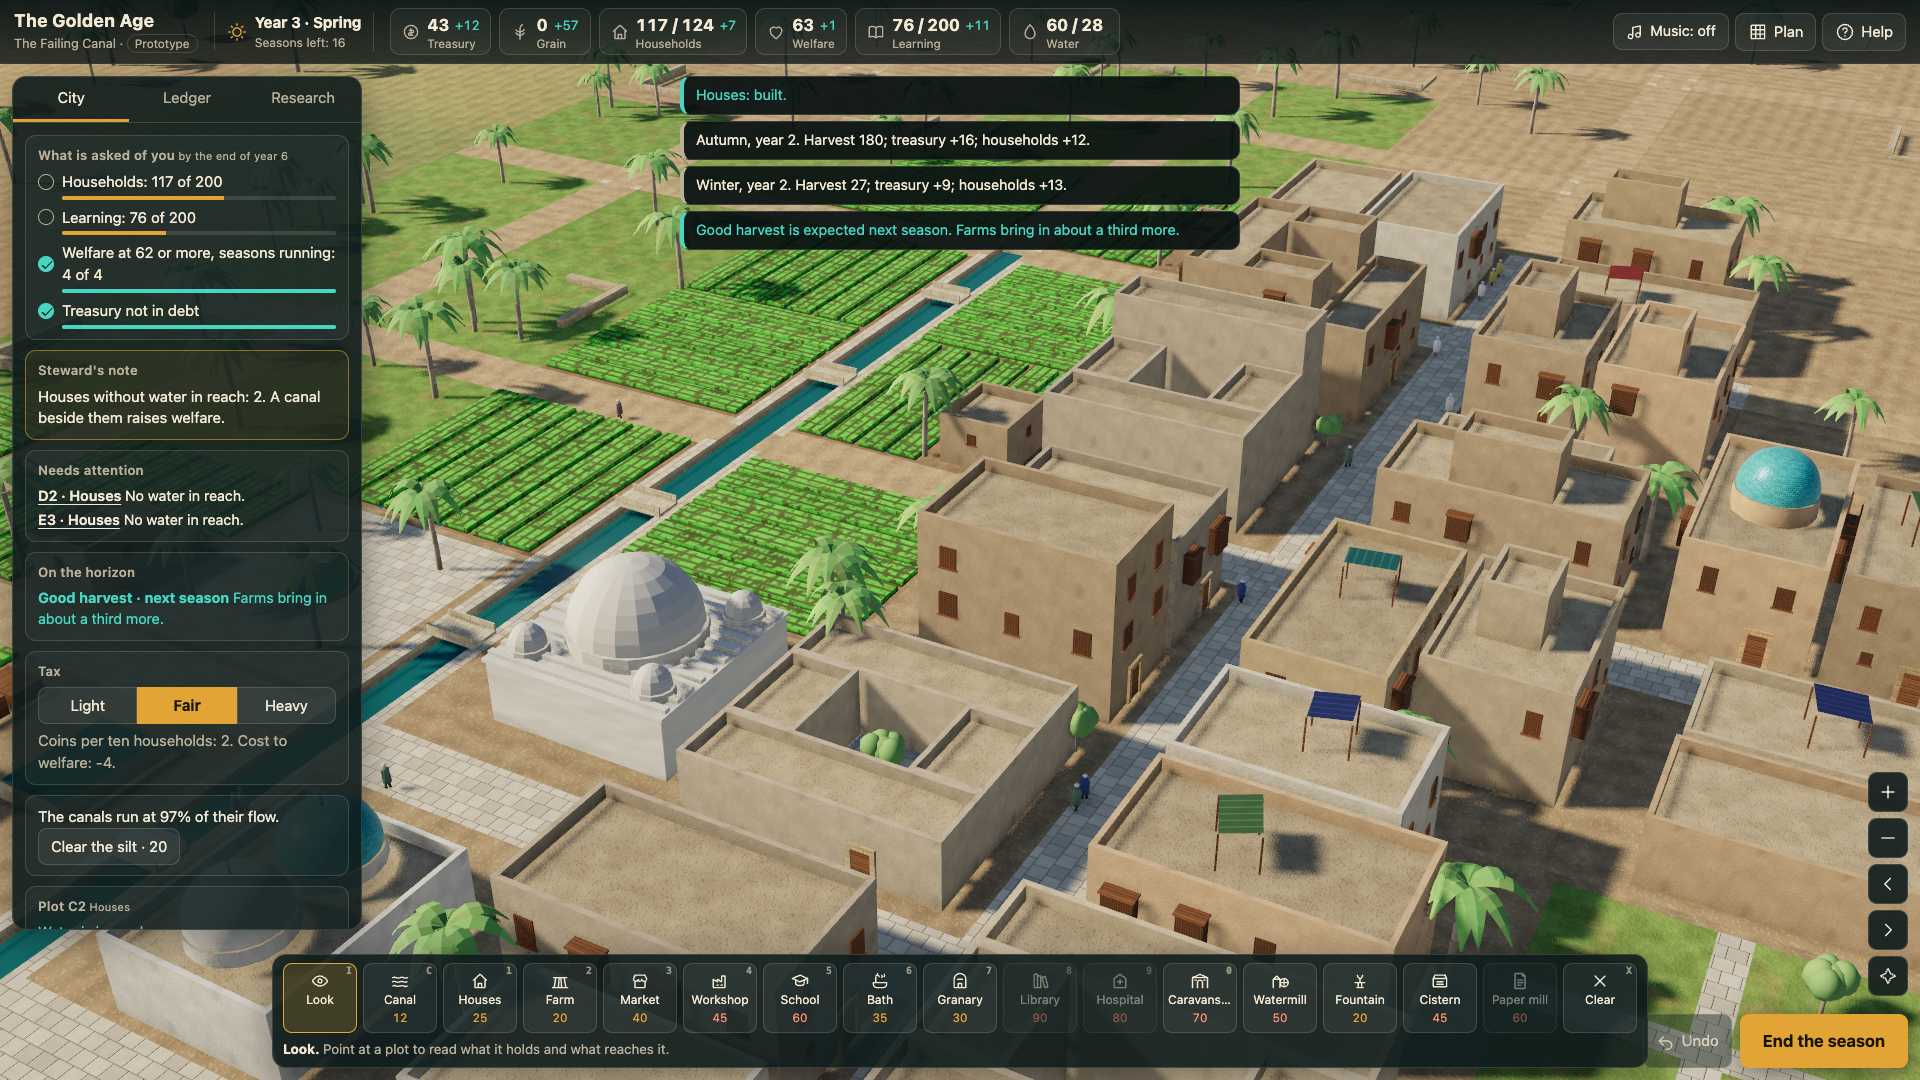 The Golden Age
The Failing Canal · Prototype
Year 3 · Spring
Seasons left: 16
43 +12
Treasury
0 +57
Grain
117 / 124 +7
Households
63 +1
Welfare
76 / 200 +11
Learning
60 / 28
Water
Music: off
Plan
Help
City
Ledger
Research
What is asked of you by the end of year 6
Households: 117 of 200
Learning: 76 of 200
Welfare at 62 or more, seasons running:
4 of 4
Treasury not in debt
Steward's note
Houses without water in reach: 2. A canal
beside them raises welfare.
Needs attention
D2 · Houses No water in reach.
E3 · Houses No water in reach.
On the horizon
Good harvest · next season Farms bring in
about a third more.
Tax
Light
Fair
Heavy
Coins per ten households: 2. Cost to
welfare: -4.
The canals run at 97% of their flow.
Clear the silt · 20
Plot C2 Houses
Houses: built.
Autumn, year 2. Harvest 180; treasury +16; households +12.
Winter, year 2. Harvest 27; treasury +9; households +13.
Good harvest is expected next season. Farms bring in about a third more.
I
Look
C
Canal
12
1
Houses
25
2
Farm
20
3
Market
40
4
Workshop
45
5
School
60
6
Bath
35
7
Granary
30
8
Library
90
9
Hospital
80
0
Caravans...
70
Watermill
50
Fountain
20
Cistern
45
Paper mill
60
X
Clear
Look. Point at a plot to read what it holds and what reaches it.
Undo
End the season